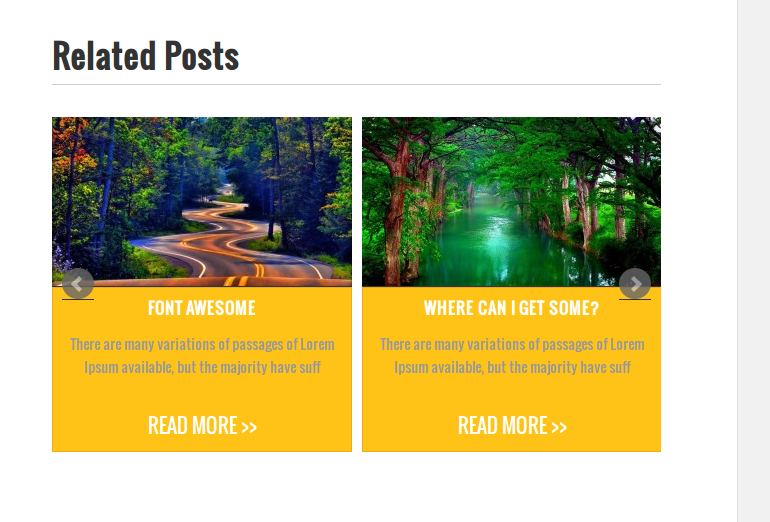 Related Posts
FONT AWESOME
There are many variations of passages of Lorem
Ipsum available, but the majority have suff
READ MORE >>
WHERE CAN I GET SOME?
There are many variations of passages of Lorem
Ipsum available, but the majority have suff
READ MORE >>